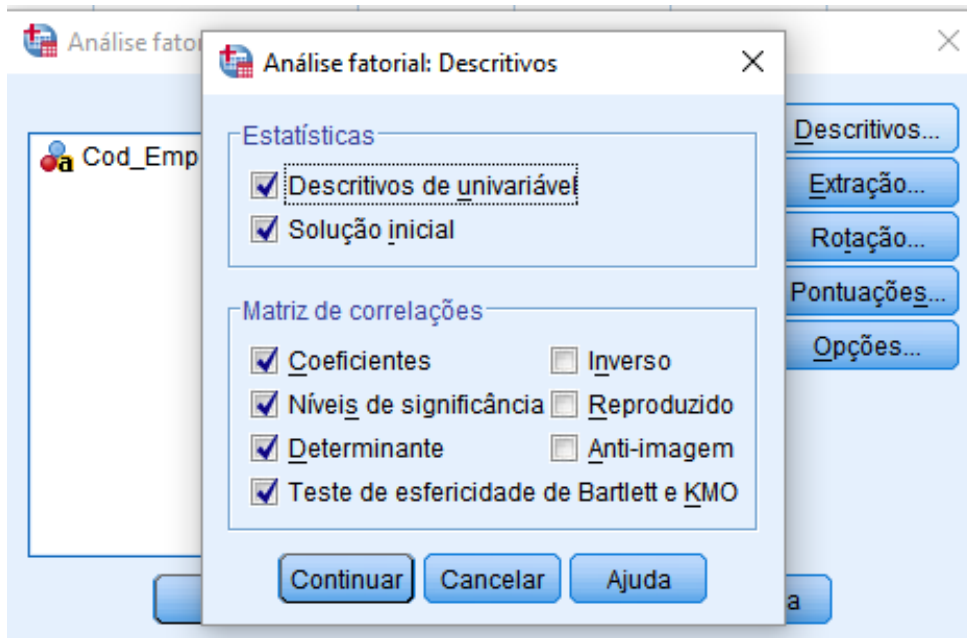 Análise fator
Análise fatorial: Descritivos
Cod_Emp
Estatísticas
Descritivos de univariável
Solução inicial
Matriz de correlações
Coeficientes
Inverso
Níveis de significância
Reproduzido
Determinante
Anti-imagem
Teste de esfericidade de Bartlett e KMO
Continuar
Cancelar
Ajuda
Descritivos...
Extração...
Rotação...
Pontuações...
Opções...
a